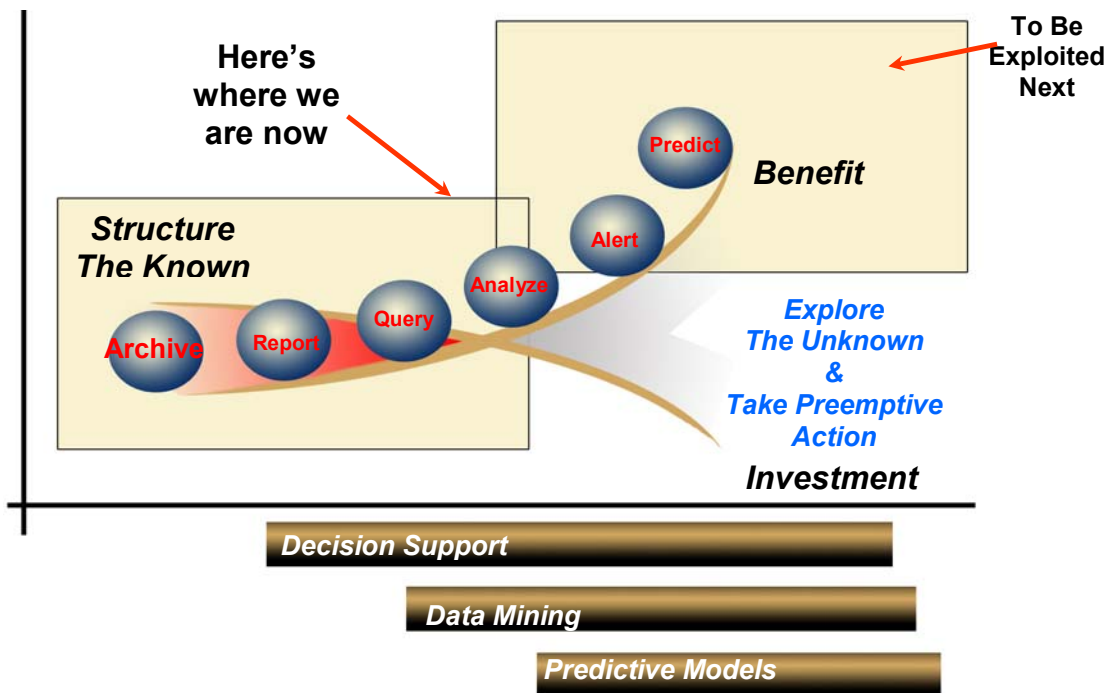 Here’s
where we
are now
To Be
Exploited
Next
Structure
The Known
Archive
Report
Query
Analyze
Alert
Predict
Benefit
Explore
The Unknown
&
Take Preemptive
Action
Investment
Decision Support
Data Mining
Predictive Models